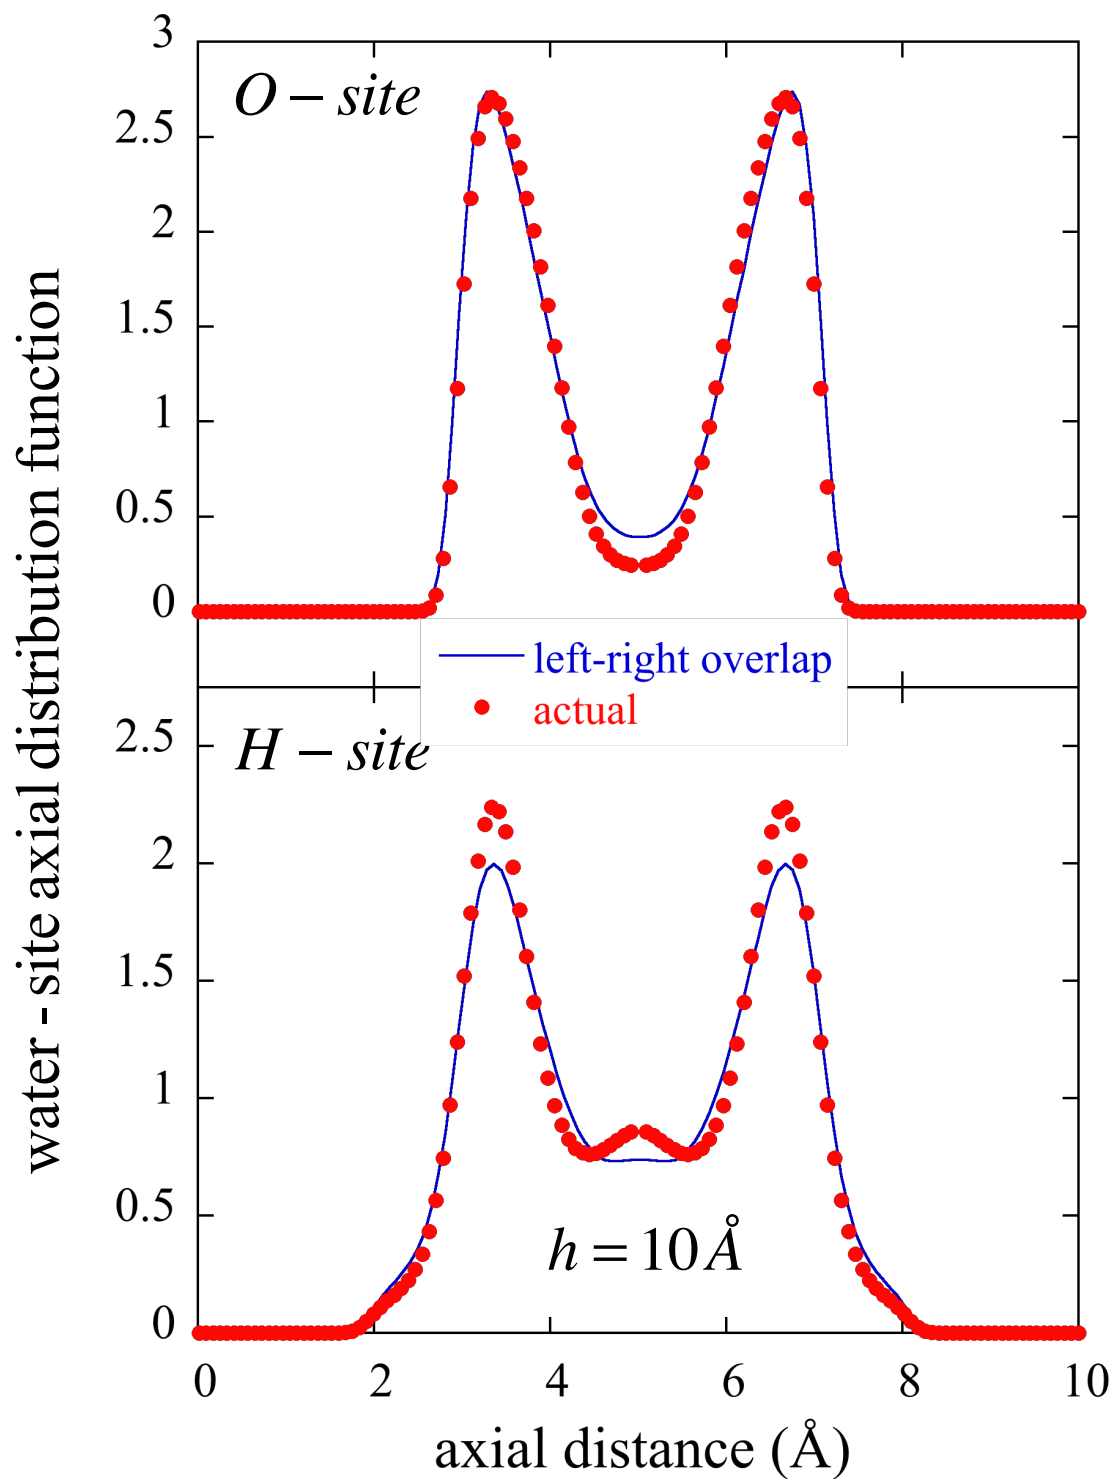 3
O – site
2.5
2
1.5
1
0.5
0
left-right overlap
actual
H – site
2.5
2
1.5
1
0.5
0
h = 10 Å
0 2 4 6 8 10
axial distance (Å)
water - site axial distribution function